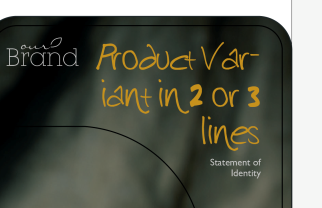 our
Brand
Product Var-
iant in 2 or 3
lines
Statement of
Identity